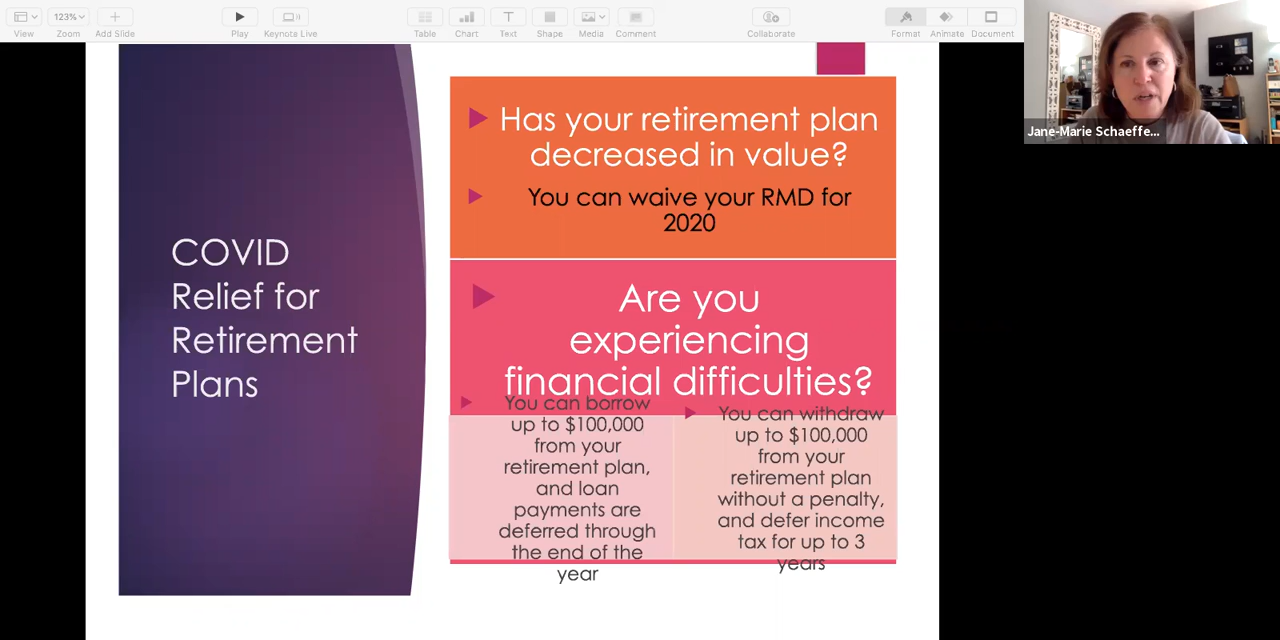 123%
View
Zoom
Add Slide
Play
Keynote Live
Table
Chart
Text
Shape
Media
Comment
Collaborate
Format
Animate
Document
Jane-Marie Schaeffe...
COVID
Relief for
Retirement
Plans
Has your retirement plan
decreased in value?
You can waive your RMD for
2020
Are you
experiencing
financial difficulties?
You can borrow
up to $100,000
from your
retirement plan,
and loan
payments are
deferred through
the end of the
year
You can withdraw
up to $100,000
from your
retirement plan
without a penalty,
and defer income
tax for up to 3
years